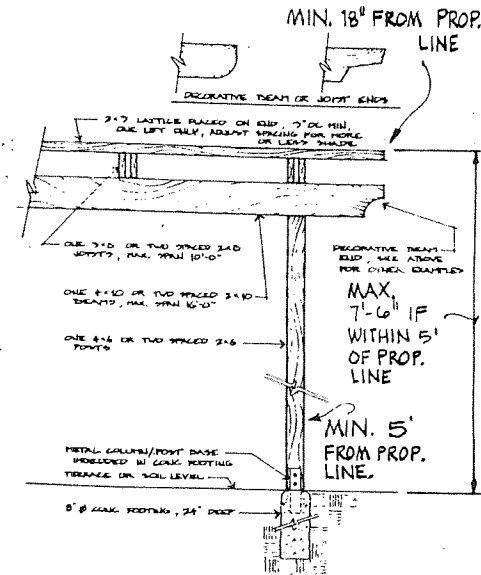 MIN. 18" FROM PROP.
LINE
DECORATIVE BEAM OR JOIST ENDS
LATTICE PLACED ON END, 3" OC MIN,
ONE LIFT ONLY, ADJUST SPACING FOR MORE
OR LESS SHADE
ONE 3×8 OR TWO SPACED 2×8
JOISTS, MAX. SPAN 10'-0"
ONE 4×10 OR TWO SPACED 2×10
BEAMS, MAX. SPAN 16'-0"
ONE 4×6 OR TWO SPACED 2×6
POSTS
DECORATIVE BEAM
END, SEE ABOVE
FOR OTHER EXAMPLES
MAX.
7'-6" IF
WITHIN 5'
OF PROP.
LINE
MIN. 5'
FROM PROP.
LINE.
METAL COLUMN/POST BASE
IMBEDDED IN CONC FOOTING
TERRACE OR SOIL LEVEL
8" Ø CONC. FOOTING, 24" DEEP